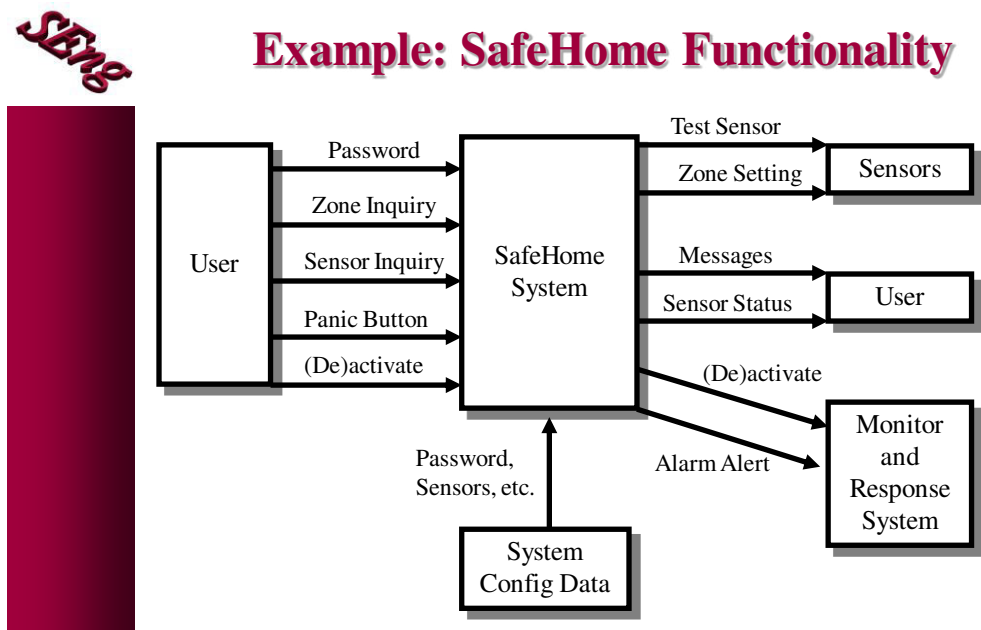 SEng
Example: SafeHome Functionality
User
Password
Zone Inquiry
Sensor Inquiry
Panic Button
(De)activate
SafeHome
System
Test Sensor
Zone Setting
Sensors
Messages
Sensor Status
User
(De)activate
Alarm Alert
Monitor
and
Response
System
Password,
Sensors, etc.
System
Config Data